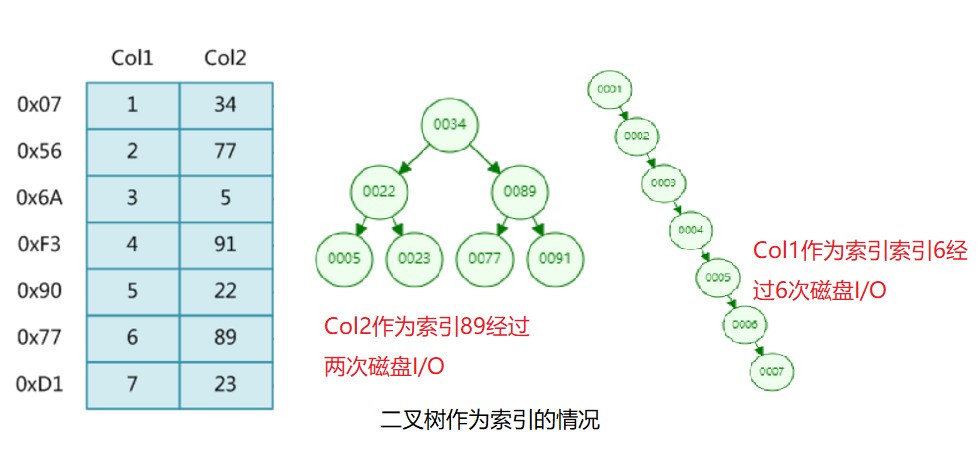 Col1 Col2
0x07 1 34
0x56 2 77
0x6A 3 5
0xF3 4 91
0x90 5 22
0x77 6 89
0xD1 7 23
0034
0022 0089
0005 0023 0077 0091
Col2作为索引89经过
两次磁盘I/O
0001
0002
0003
0004
0005
0006
0007
Col1作为索引索引6经
过6次磁盘I/O
二叉树作为索引的情况